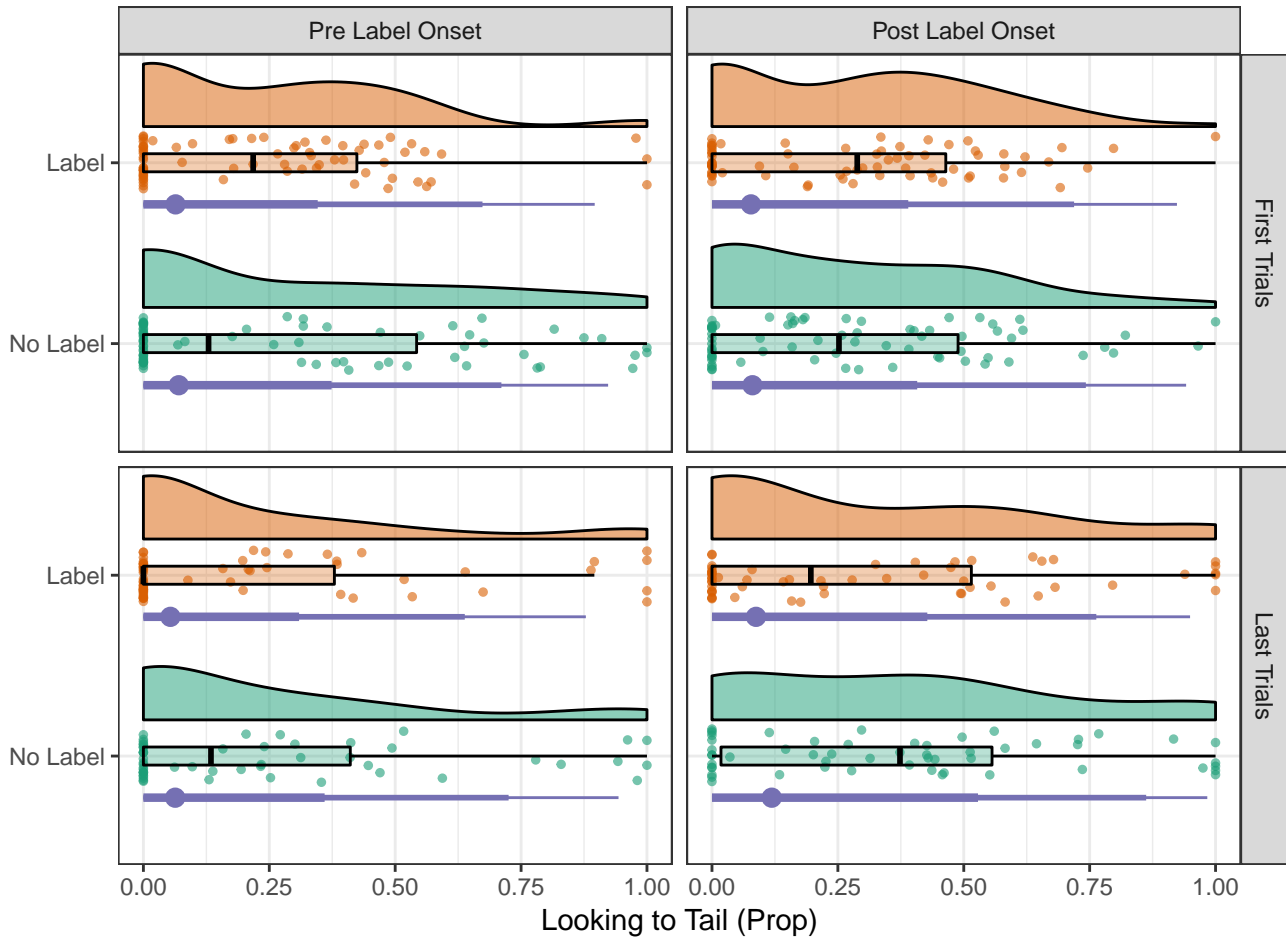 Pre Label Onset
Post Label Onset
Label
No Label
First Trials
Label
No Label
Last Trials
0.00 0.25 0.50 0.75 1.00
0.00 0.25 0.50 0.75 1.00
Looking to Tail (Prop)